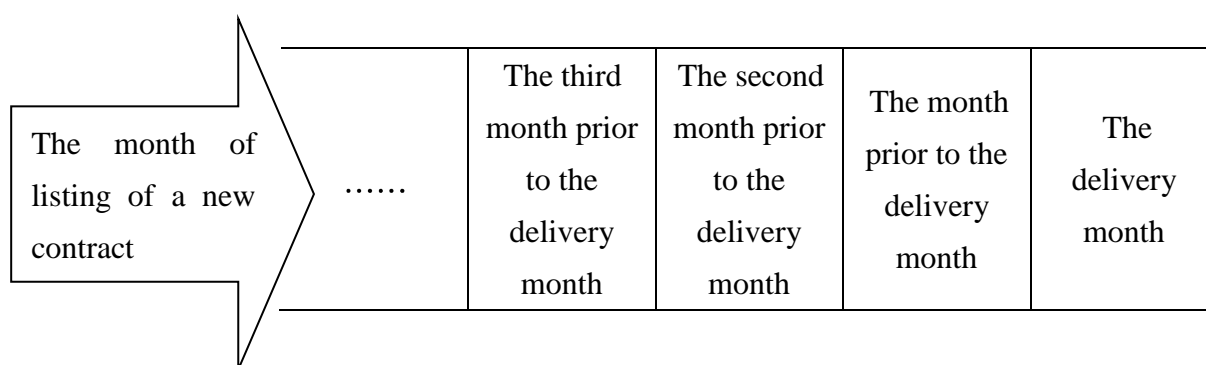 The month of
listing of a new
contract
……
The third
month prior
to the
delivery
month
The second
month prior
to the
delivery
month
The month
prior to the
delivery
month
The
delivery
month